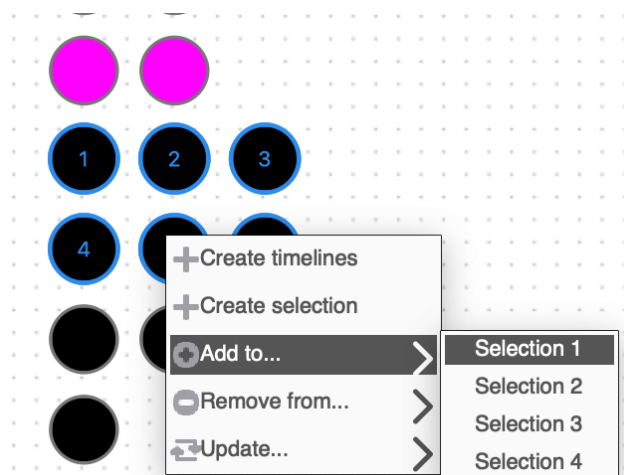 1 2 3
4
Create timelines
Create selection
Add to...
Remove from...
Update...
Selection 1
Selection 2
Selection 3
Selection 4